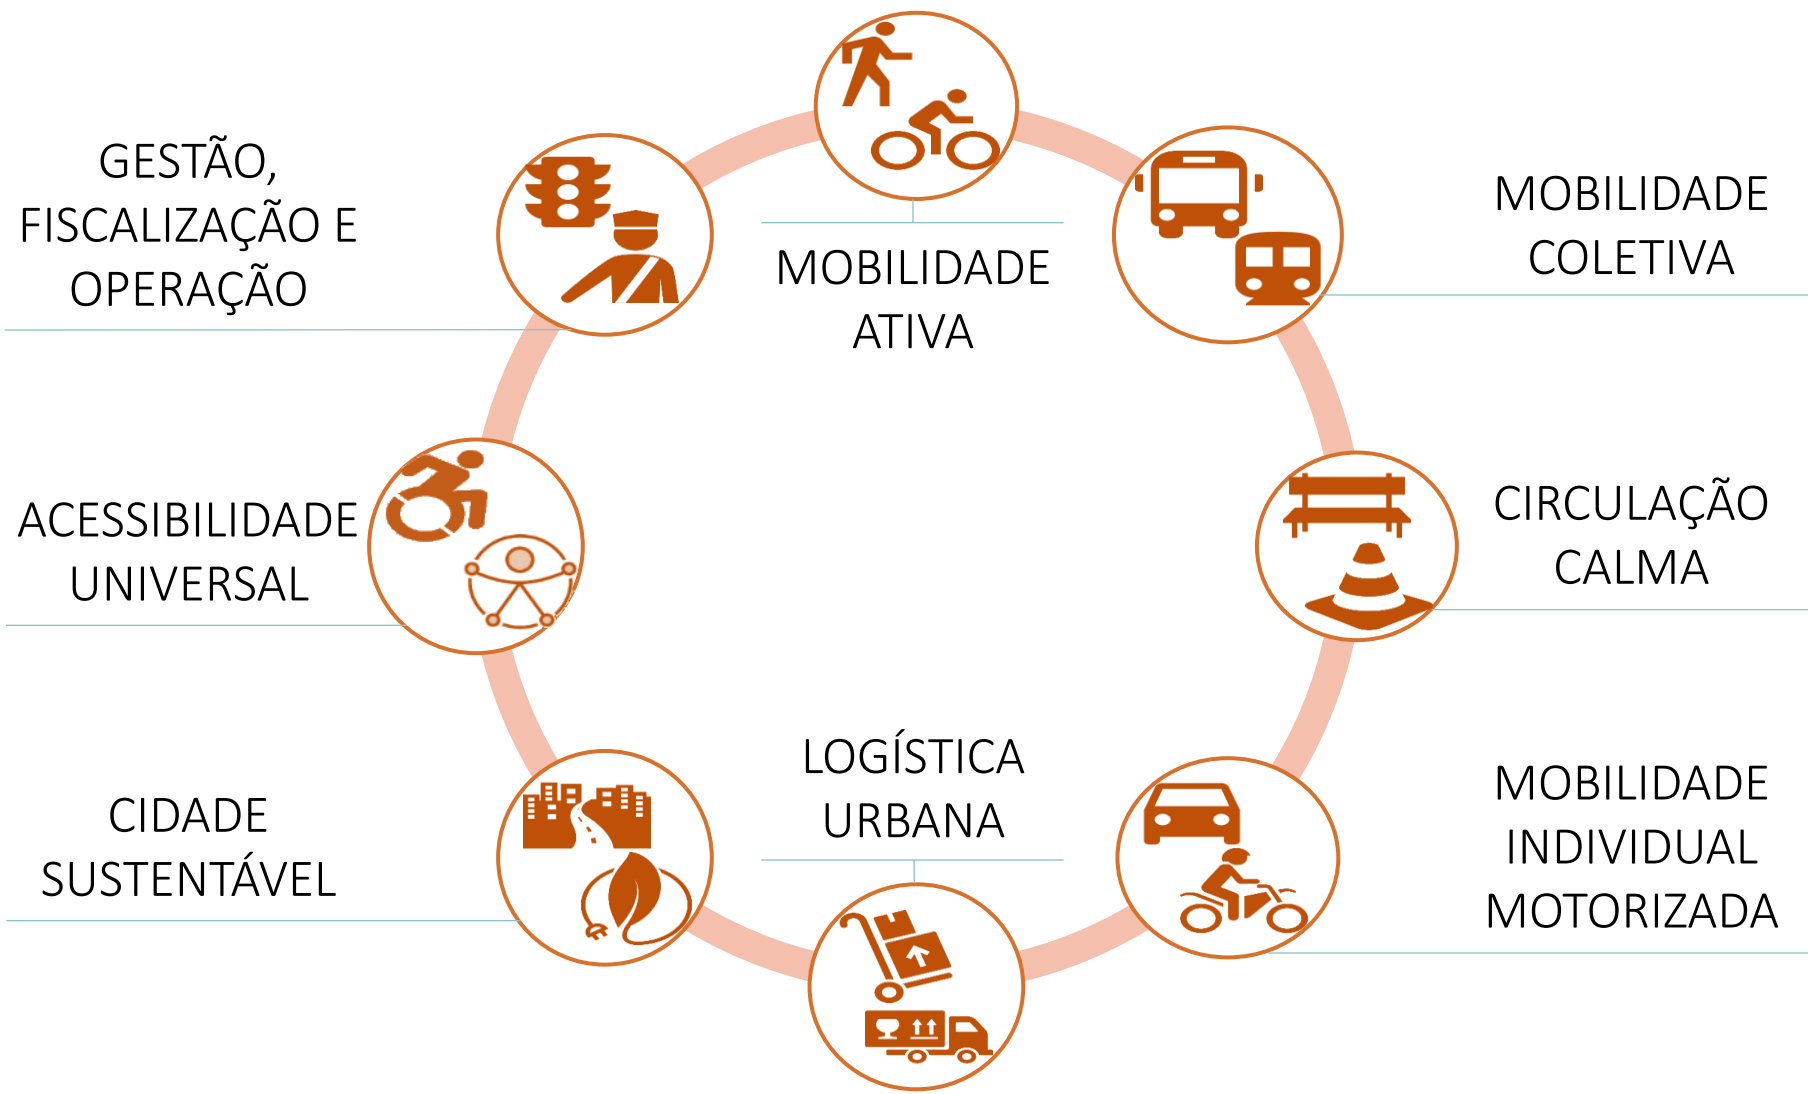 GESTÃO,
FISCALIZAÇÃO E
OPERAÇÃO
MOBILIDADE
ATIVA
MOBILIDADE
COLETIVA
ACESSIBILIDADE
UNIVERSAL
CIRCULAÇÃO
CALMA
CIDADE
SUSTENTÁVEL
LOGÍSTICA
URBANA
MOBILIDADE
INDIVIDUAL
MOTORIZADA